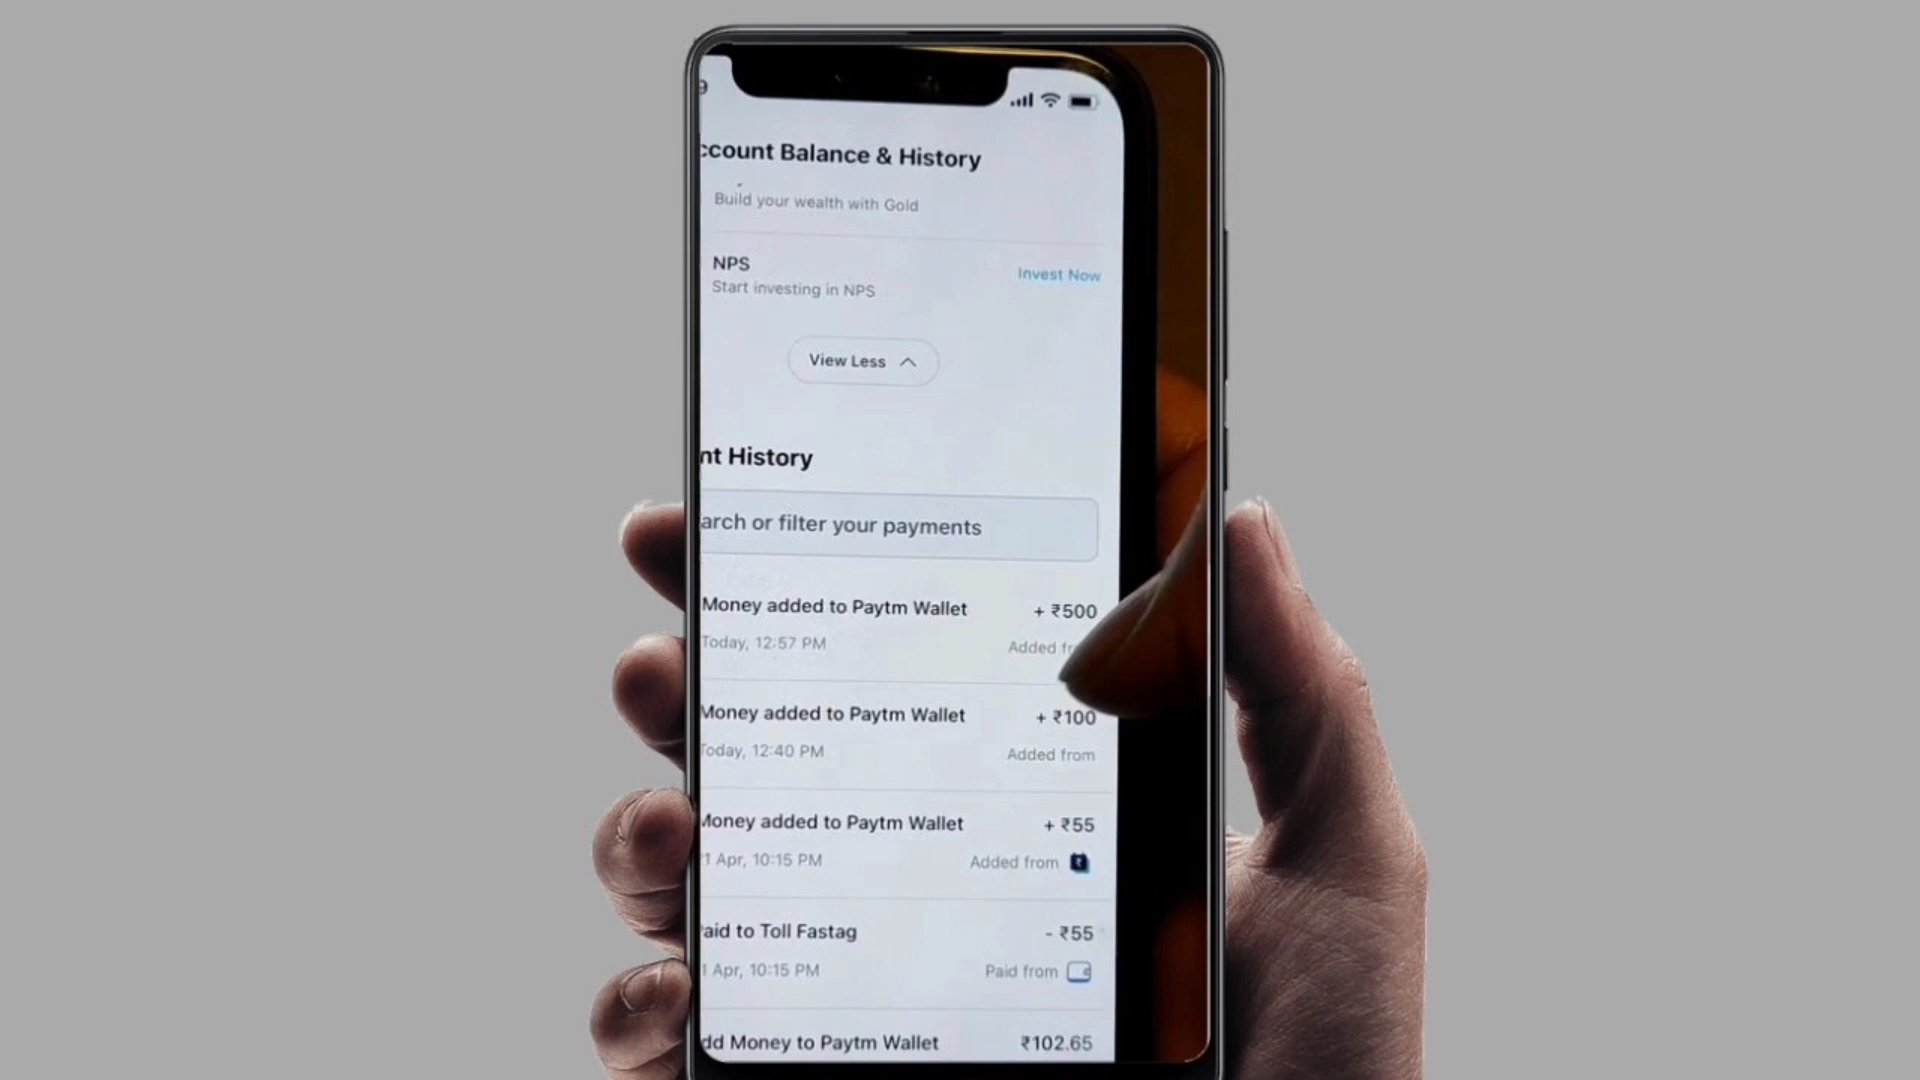 9
ccount Balance & History
Build your wealth with Gold
NPS
Invest Now
Start investing in NPS
View Less
nt History
arch or filter your payments
Money added to Paytm Wallet + ₹500
Today, 12:57 PM Added fr
Money added to Paytm Wallet + ₹100
Today, 12:40 PM Added from
Money added to Paytm Wallet + ₹55
1 Apr, 10:15 PM Added from
aid to Toll Fastag - ₹55
1 Apr, 10:15 PM Paid from
dd Money to Paytm Wallet ₹102.65